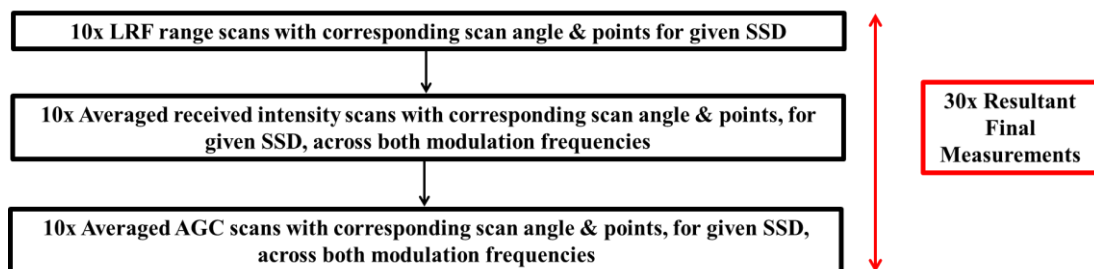 10x LRF range scans with corresponding scan angle & points for given SSD
10x Averaged received intensity scans with corresponding scan angle & points, for
given SSD, across both modulation frequencies
10x Averaged AGC scans with corresponding scan angle & points, for given SSD,
across both modulation frequencies
30x Resultant
Final
Measurements